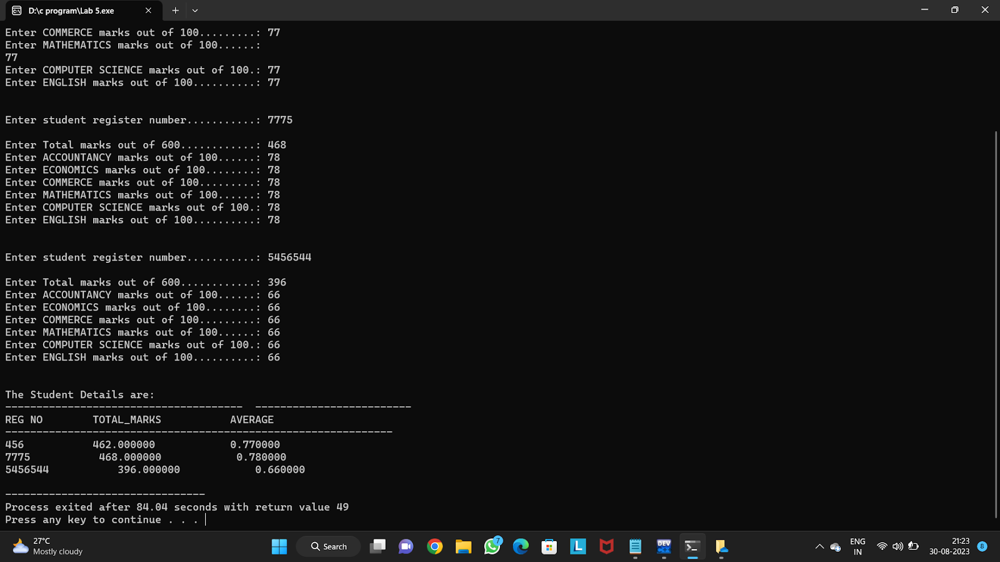 D:\c program\Lab 5.exe
Enter COMMERCE marks out of 100.........: 77
Enter MATHEMATICS marks out of 100......:
77
Enter COMPUTER SCIENCE marks out of 100.: 77
Enter ENGLISH marks out of 100..........: 77
Enter student register number...........: 7775
Enter Total marks out of 600............: 468
Enter ACCOUNTANCY marks out of 100......: 78
Enter ECONOMICS marks out of 100........: 78
Enter COMMERCE marks out of 100.........: 78
Enter MATHEMATICS marks out of 100......: 78
Enter COMPUTER SCIENCE marks out of 100.: 78
Enter ENGLISH marks out of 100..........: 78
Enter student register number...........: 5456544
Enter Total marks out of 600............: 396
Enter ACCOUNTANCY marks out of 100......: 66
Enter ECONOMICS marks out of 100........: 66
Enter COMMERCE marks out of 100.........: 66
Enter MATHEMATICS marks out of 100......: 66
Enter COMPUTER SCIENCE marks out of 100.: 66
Enter ENGLISH marks out of 100..........: 66
The Student Details are:
--------------------------------------  -------------------------
REG NO        TOTAL_MARKS           AVERAGE
--------------------------------------------------------------
456           462.000000            0.770000
7775           468.000000            0.780000
5456544           396.000000            0.660000
--------------------------------
Process exited after 84.04 seconds with return value 49
Press any key to continue . . .
27°C
Mostly cloudy
Search
7
L
DEV
C++
ENG
IN
21:23
30-08-2023
8